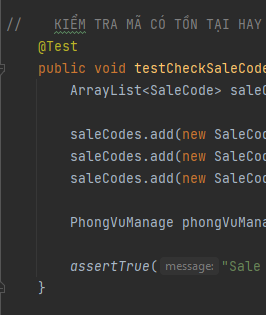 // KIỂM TRA MÃ CÓ TỒN TẠI HAY
@Test
public void testCheckSaleCode
ArrayList<SaleCode> saleC
saleCodes.add(new SaleCod
saleCodes.add(new SaleCod
saleCodes.add(new SaleCod
PhongVuManage phongVuMana
assertTrue( message: "Sale
}